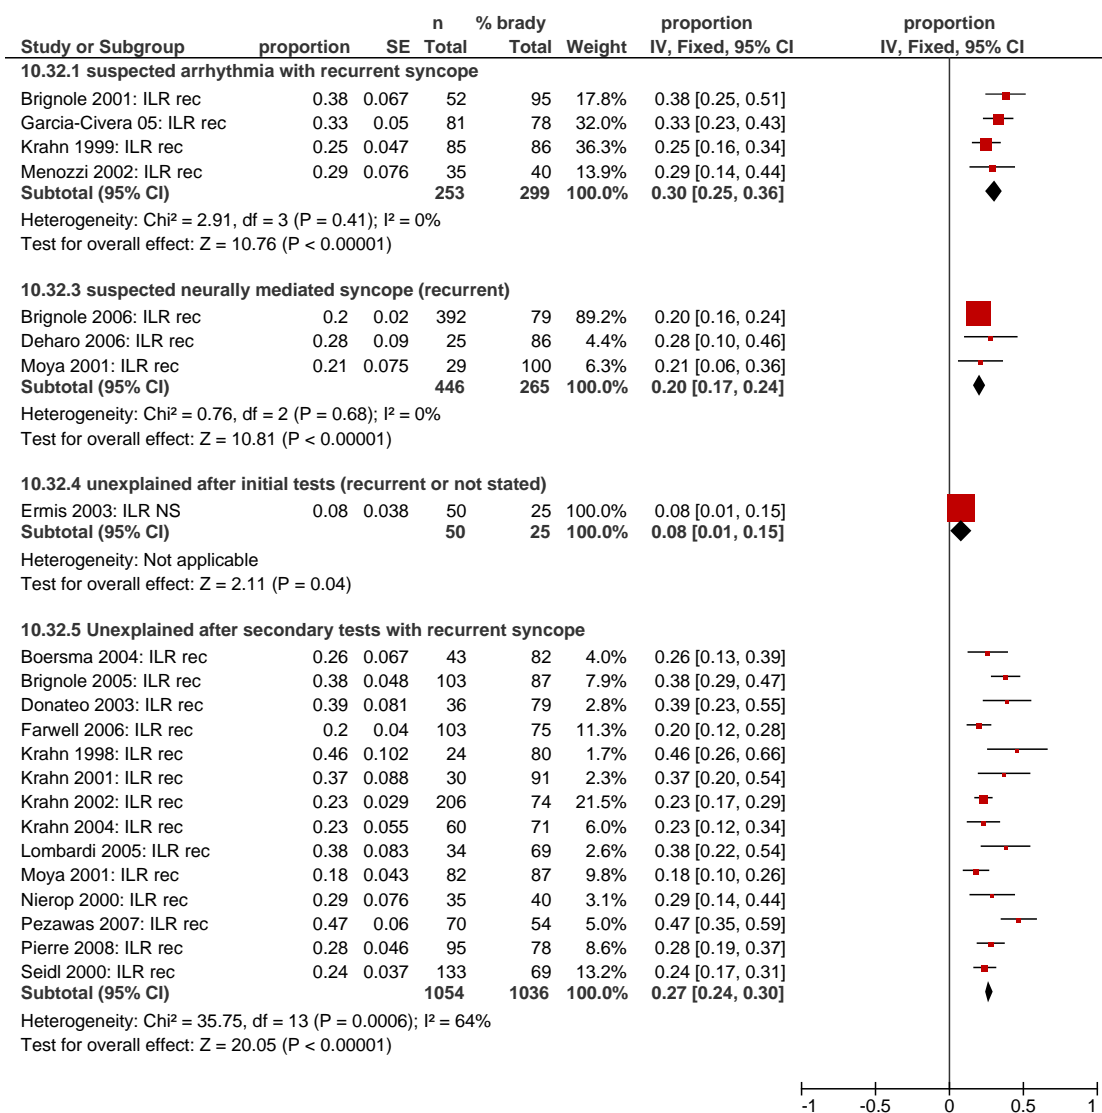 n % brady proportion proportion
Study or Subgroup proportion SE Total Total Weight IV, Fixed, 95% CI IV, Fixed, 95% CI
10.32.1 suspected arrhythmia with recurrent syncope
Brignole 2001: ILR rec 0.38 0.067 52 95 17.8% 0.38 [0.25, 0.51]
Garcia-Civera 05: ILR rec 0.33 0.05 81 78 32.0% 0.33 [0.23, 0.43]
Krahn 1999: ILR rec 0.25 0.047 85 86 36.3% 0.25 [0.16, 0.34]
Menozzi 2002: ILR rec 0.29 0.076 35 40 13.9% 0.29 [0.14, 0.44]
Subtotal (95% CI) 253 299 100.0% 0.30 [0.25, 0.36]
Heterogeneity: Chi² = 2.91, df = 3 (P = 0.41); I² = 0%
Test for overall effect: Z = 10.76 (P < 0.00001)
10.32.3 suspected neurally mediated syncope (recurrent)
Brignole 2006: ILR rec 0.2 0.02 392 79 89.2% 0.20 [0.16, 0.24]
Deharo 2006: ILR rec 0.28 0.09 25 86 4.4% 0.28 [0.10, 0.46]
Moya 2001: ILR rec 0.21 0.075 29 100 6.3% 0.21 [0.06, 0.36]
Subtotal (95% CI) 446 265 100.0% 0.20 [0.17, 0.24]
Heterogeneity: Chi² = 0.76, df = 2 (P = 0.68); I² = 0%
Test for overall effect: Z = 10.81 (P < 0.00001)
10.32.4 unexplained after initial tests (recurrent or not stated)
Ermis 2003: ILR NS 0.08 0.038 50 25 100.0% 0.08 [0.01, 0.15]
Subtotal (95% CI) 50 25 100.0% 0.08 [0.01, 0.15]
Heterogeneity: Not applicable
Test for overall effect: Z = 2.11 (P = 0.04)
10.32.5 Unexplained after secondary tests with recurrent syncope
Boersma 2004: ILR rec 0.26 0.067 43 82 4.0% 0.26 [0.13, 0.39]
Brignole 2005: ILR rec 0.38 0.048 103 87 7.9% 0.38 [0.29, 0.47]
Donateo 2003: ILR rec 0.39 0.081 36 79 2.8% 0.39 [0.23, 0.55]
Farwell 2006: ILR rec 0.2 0.04 103 75 11.3% 0.20 [0.12, 0.28]
Krahn 1998: ILR rec 0.46 0.102 24 80 1.7% 0.46 [0.26, 0.66]
Krahn 2001: ILR rec 0.37 0.088 30 91 2.3% 0.37 [0.20, 0.54]
Krahn 2002: ILR rec 0.23 0.029 206 74 21.5% 0.23 [0.17, 0.29]
Krahn 2004: ILR rec 0.23 0.055 60 71 6.0% 0.23 [0.12, 0.34]
Lombardi 2005: ILR rec 0.38 0.083 34 69 2.6% 0.38 [0.22, 0.54]
Moya 2001: ILR rec 0.18 0.043 82 87 9.8% 0.18 [0.10, 0.26]
Nierop 2000: ILR rec 0.29 0.076 35 40 3.1% 0.29 [0.14, 0.44]
Pezawas 2007: ILR rec 0.47 0.06 70 54 5.0% 0.47 [0.35, 0.59]
Pierre 2008: ILR rec 0.28 0.046 95 78 8.6% 0.28 [0.19, 0.37]
Seidl 2000: ILR rec 0.24 0.037 133 69 13.2% 0.24 [0.17, 0.31]
Subtotal (95% CI) 1054 1036 100.0% 0.27 [0.24, 0.30]
Heterogeneity: Chi² = 35.75, df = 13 (P = 0.0006); I² = 64%
Test for overall effect: Z = 20.05 (P < 0.00001)
-1 -0.5 0 0.5 1